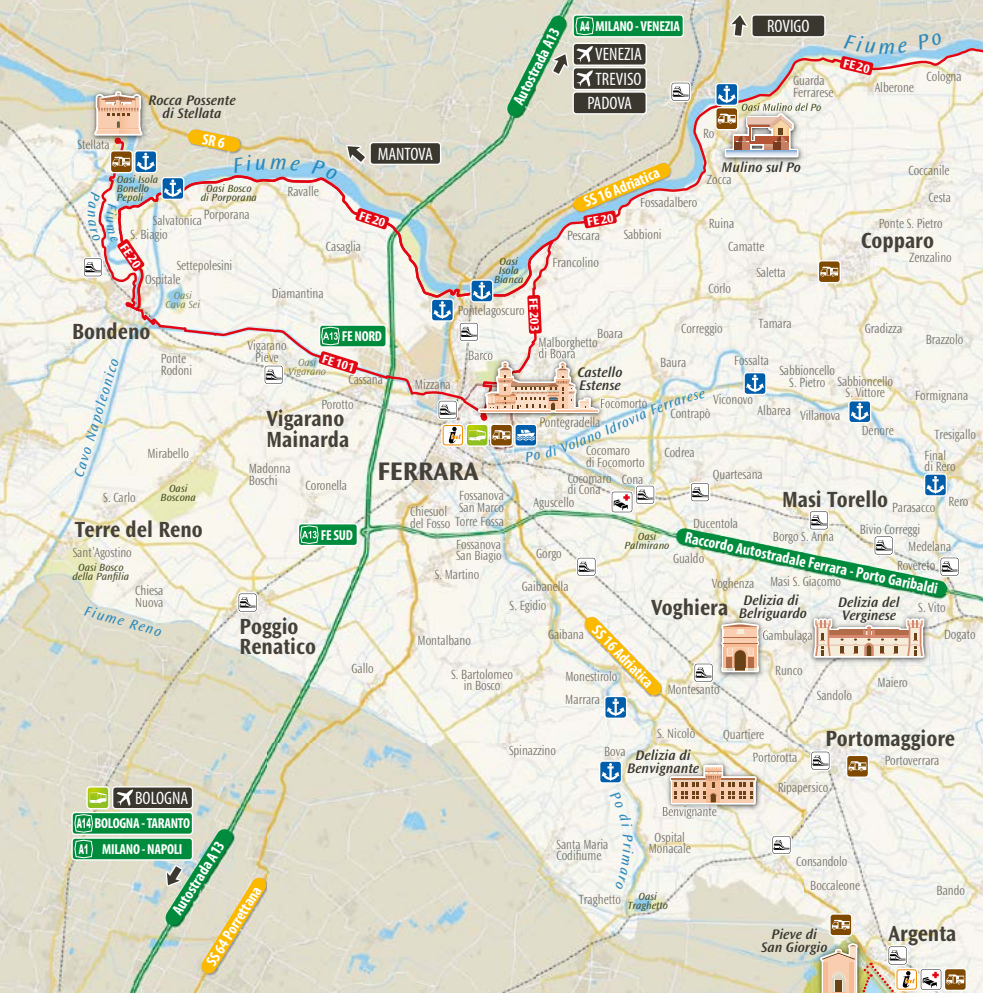 A4 MILANO - VENEZIA
ROVIGO
VENEZIA
TREVISO
PADOVA
Autostrada A13
Fiume Po
FE20
Cologna
Alberone
Guarda
Ferrarese
Oasi Mulino del Po
Ro
Mulino sul Po
Rocca Possente
di Stellata
Stellata
SR 6
MANTOVA
Fiume Po
Oasi Isola
Bonello
Pepoli
Oasi Bosco
di Porporana
Ravalle
Porporana
Salvatonica
S. Biagio
Fiume
Panaro
FE20
FE20
Casaglia
Settepolesini
Ospitale
Oasi
Cava Sei
Diamantina
Bondeno
SS 16 Adriatica
Zocca
Fossadalbero
FE20
Sabbioni
Pescara
Francolino
Ruina
Camatte
Saletta
Corlo
Coccanile
Cesta
Ponte S. Pietro
Copparo
Zenzalino
Oasi
Isola
Bianca
Pontelagoscuro
FE 203
A13 FE NORD
Ponte
Rodoni
Vigarano
Pieve
Oasi
Vigarano
FE 101
Cassana
Mizzana
Barco
Malborghetto
di Boara
Boara
Correggio
Tamara
Gradizza
Brazzolo
Baura
Fossalta
Sabbioncello
S. Pietro
Sabbioncello
S. Vittore
Formignana
Viconovo
Albarea
Villanova
Denore
Tresigallo
Final
di Rero
Rero
Parasacco
Castello
Estense
Focomorto
Contrapò
Pontegradella
Po di Volano Idrovia Ferrarese
Cocomaro
di Focomorto
Codrea
Cocomaro
di Cona
Cona
Quartesana
Cavo Napoleonico
Vigarano
Mainarda
Porotto
Mirabello
Madonna
Boschi
Coronella
FERRARA
S. Carlo
Oasi
Boscona
Terre del Reno
Sant'Agostino
Oasi Bosco
della Panfilia
Chiesa
Nuova
Fiume Reno
A13 FE SUD
Chiesuol
del Fosso
Fossanova
San Marco
Torre Fossa
Aguscello
Fossanova
San Biagio
Gorgo
S. Martino
Gaibanella
S. Egidio
Gaibana
Oasi
Palmirano
Masi Torello
Ducentola
Borgo S. Anna
Bivio Correggi
Medelana
Rovereto
Raccordo Autostradale Ferrara - Porto Garibaldi
Gualdo
Voghenza
Masi S. Giacomo
S. Vito
Dogato
Voghiera
Delizia di
Belriguardo
Delizia del
Verginese
Gambulaga
Runco
Maiero
Sandolo
Poggio
Renatico
Montalbano
Gallo
S. Bartolomeo
in Bosco
SS 16 Adriatica
Monestirolo
Marrara
Montesanto
S. Nicolo
Quartiere
Portomaggiore
Portorotta
Portoverrara
Ripapersico
Spinazzino
Bova
Delizia di
Benvignante
Benvignante
Po di Primaro
Santa Maria
Codifiume
Ospital
Monacale
Consandolo
Boccaleone
Bando
Traghetto
Oasi
Traghetto
BOLOGNA
A14 BOLOGNA - TARANTO
A1 MILANO - NAPOLI
Autostrada A13
SS 64 Porrettana
Pieve di
San Giorgio
Argenta